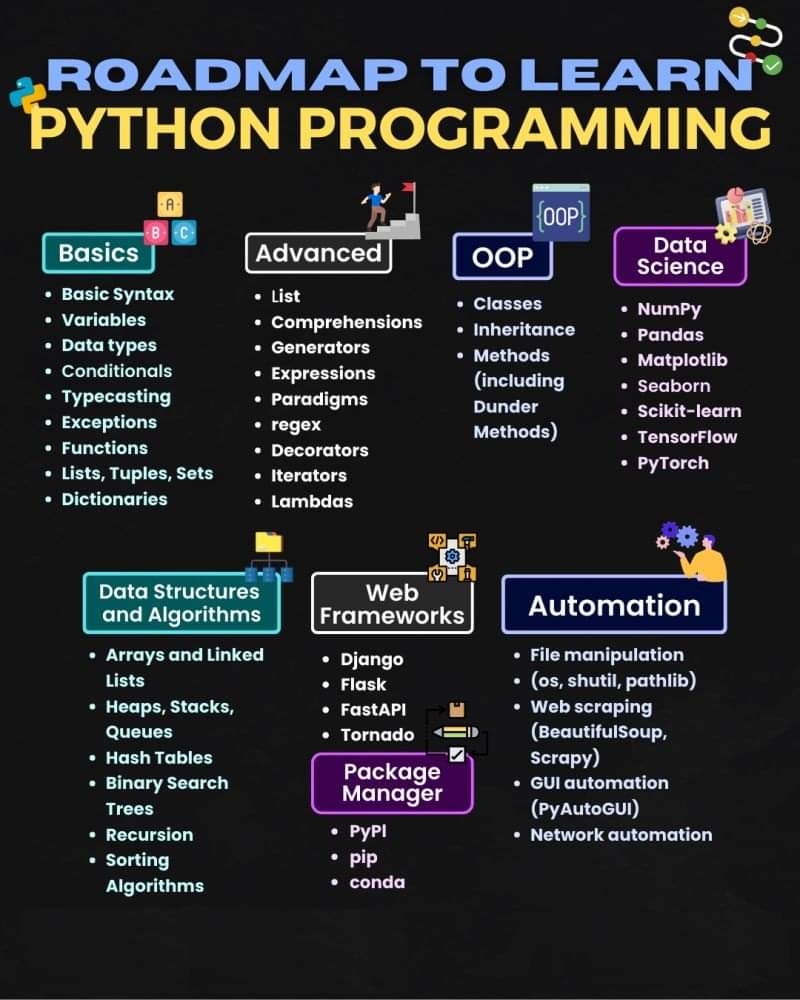 ROADMAP TO LEARN
PYTHON PROGRAMMING
A
B
C
Basics
• Basic Syntax
• Variables
• Data types
• Conditionals
• Typecasting
• Exceptions
• Functions
• Lists, Tuples, Sets
• Dictionaries
Advanced
• List
• Comprehensions
• Generators
• Expressions
• Paradigms
• regex
• Decorators
• Iterators
• Lambdas
{OOP}
OOP
• Classes
• Inheritance
• Methods
(including
Dunder
Methods)
Data
Science
• NumPy
• Pandas
• Matplotlib
• Seaborn
• Scikit-learn
• TensorFlow
• PyTorch
Data Structures
and Algorithms
• Arrays and Linked
Lists
• Heaps, Stacks,
Queues
• Hash Tables
• Binary Search
Trees
• Recursion
• Sorting
Algorithms
</>
Web
Frameworks
• Django
• Flask
• FastAPI
• Tornado
Package
Manager
• PyPI
• pip
• conda
Automation
• File manipulation
• (os, shutil, pathlib)
• Web scraping
(BeautifulSoup,
Scrapy)
• GUI automation
(PyAutoGUI)
• Network automation